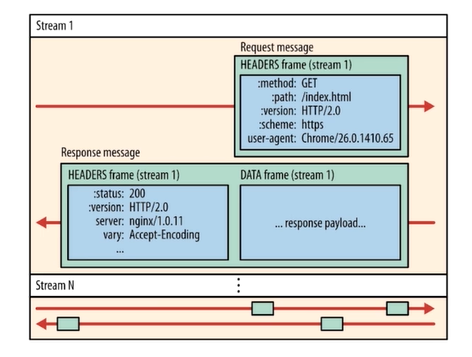 Stream 1
Request message
HEADERS frame (stream 1)
:method: GET
:path: /index.html
:version: HTTP/2.0
:scheme: https
user-agent: Chrome/26.0.1410.65
Response message
HEADERS frame (stream 1)
:status: 200
:version: HTTP/2.0
server: nginx/1.0.11
vary: Accept-Encoding
...
DATA frame (stream 1)
... response payload...
Stream N